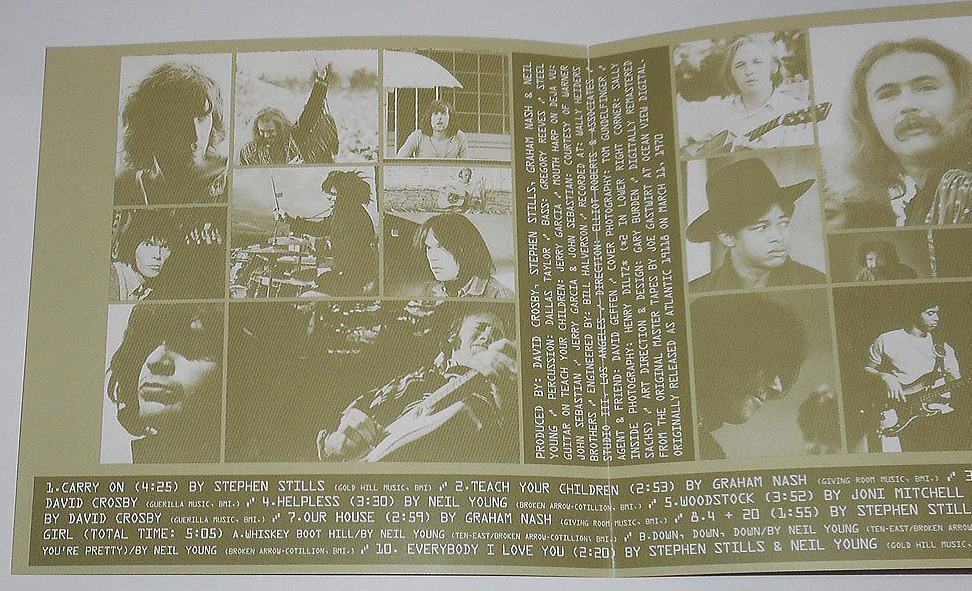 PRODUCED BY: DAVID CROSBY, STEPHEN STILLS, GRAHAM NASH & NEIL
YOUNG ⑇ PERCUSSION: DALLAS TAYLOR ⑇ BASS: GREGORY REEVES ⑇ STEEL
GUITAR ON TEACH YOUR CHILDREN: JERRY GARCIA ⑇ MOUTH HARP ON DEJA VU:
JOHN SEBASTIAN ⑇ JERRY GARCIA & JOHN SEBASTIAN: COURTESY OF WARNER
BROTHERS ⑇ ENGINEERED BY: BILL HALVERSON ⑇ RECORDED AT: WALLY HEIDERS
STUDIO III, LOS ANGELES ⑇ DIRECTION: ELLIOT ROBERTS & ASSOCIATES ⑇
AGENT & FRIEND: DAVID GEFFEN ⑇ COVER PHOTOGRAPHY: TOM GUNDELFINGER ⑇
INSIDE PHOTOGRAPHY: HENRY DILTZ* (*2 IN LOWER RIGHT CORNER: SALLY
SACHS) ⑇ ART DIRECTION & DESIGN: GARY BURDEN ⑇ DIGITALLY REMASTERED
FROM THE ORIGINAL MASTER TAPES BY JOE GASTWIRT AT OCEAN VIEW DIGITAL.
ORIGINALLY RELEASED AS ATLANTIC 19118 ON MARCH 11, 1970
1.CARRY ON (4:25) BY STEPHEN STILLS (GOLD HILL MUSIC, BMI) ⑇ 2.TEACH YOUR CHILDREN (2:53) BY GRAHAM NASH (GIVING ROOM MUSIC, BMI.) ⑇ 3
DAVID CROSBY (GUERILLA MUSIC, BMI) ⑇ 4.HELPLESS (3:30) BY NEIL YOUNG (BROKEN ARROW-COTILLION, BMI.) ⑇ 5.WOODSTOCK (3:52) BY JONI MITCHELL
BY DAVID CROSBY (GUERILLA MUSIC, BMI.) ⑇ 7.OUR HOUSE (2:59) BY GRAHAM NASH (GIVING ROOM MUSIC, BMI.) ⑇ 8.4 + 20 (1:55) BY STEPHEN STILL
GIRL (TOTAL TIME: 5:05) A.WHISKEY BOOT HILL/BY NEIL YOUNG (TEN-EAST/BROKEN ARROW-COTILLION, BMI.) ⑇ B.DOWN, DOWN, DOWN/BY NEIL YOUNG (TEN-EAST/BROKEN ARROW
YOU'RE PRETTY)/BY NEIL YOUNG (BROKEN ARROW-COTILLION, BMI.) ⑇ 10. EVERYBODY I LOVE YOU (2:20) BY STEPHEN STILLS & NEIL YOUNG (GOLD HILL MUSIC,